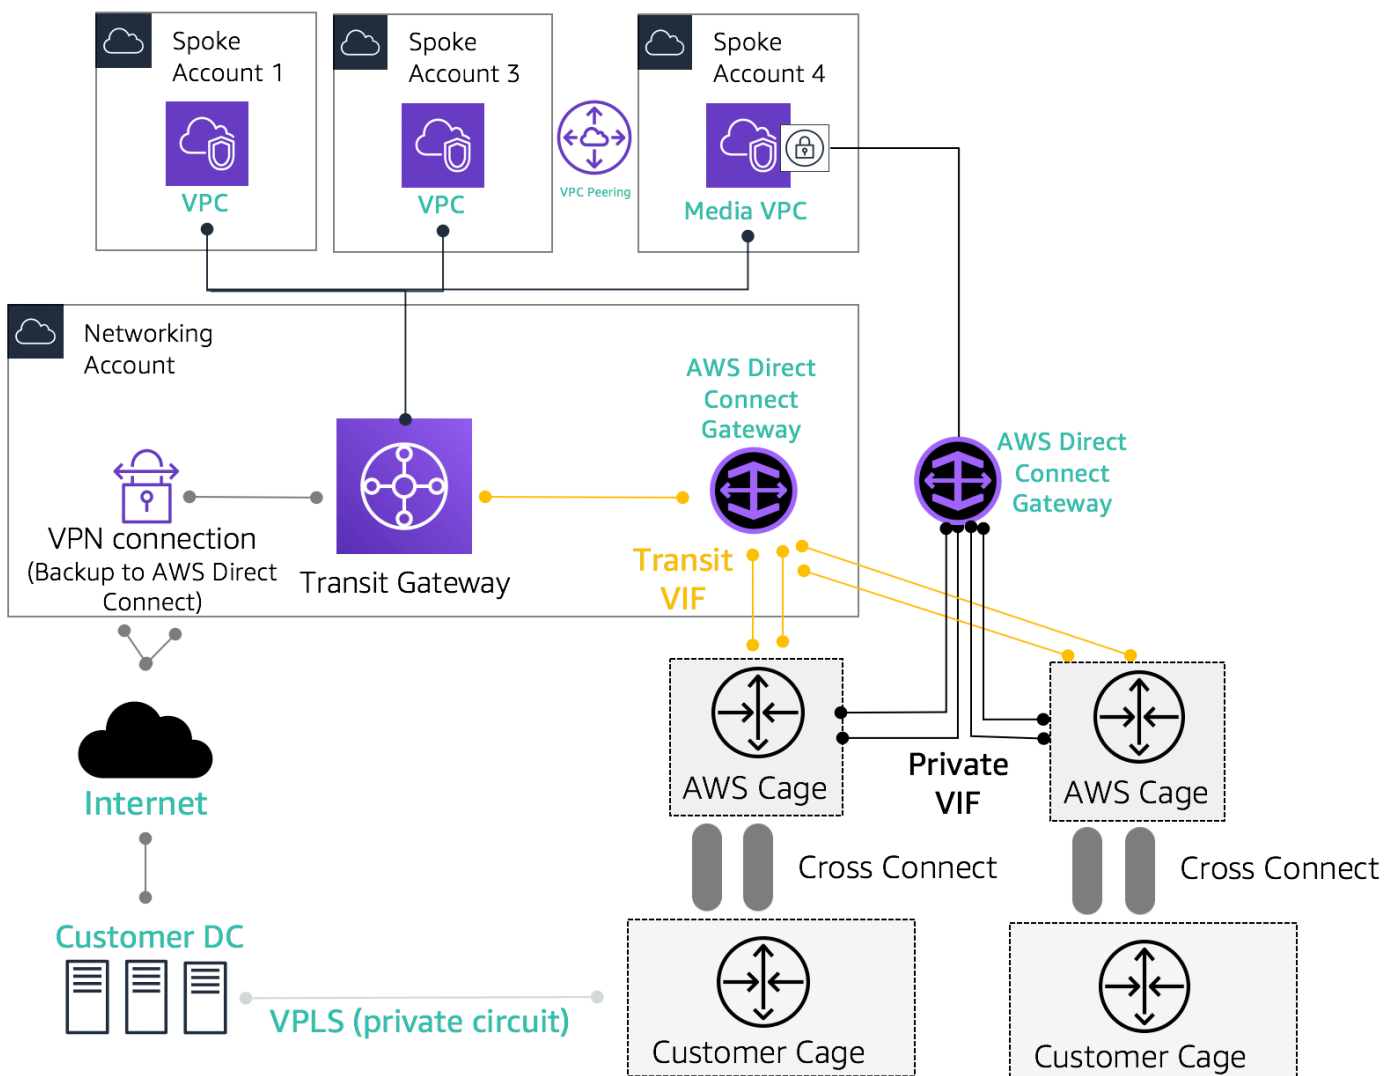 Spoke
Account 1
VPC
Spoke
Account 3
VPC
VPC Peering
Spoke
Account 4
Media VPC
Networking
Account
VPN connection
(Backup to AWS Direct
Connect)
Transit Gateway
AWS Direct
Connect
Gateway
Transit
VIF
AWS Direct
Connect
Gateway
Internet
AWS Cage
Private
VIF
AWS Cage
Cross Connect
Cross Connect
Customer DC
VPLS (private circuit)
Customer Cage
Customer Cage